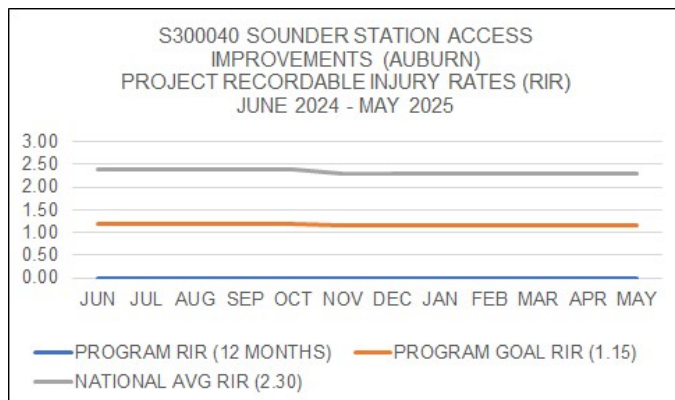 S300040 SOUNDER STATION ACCESS
IMPROVEMENTS (AUBURN)
PROJECT RECORDABLE INJURY RATES (RIR)
JUNE 2024 - MAY 2025
3.00
2.50
2.00
1.50
1.00
0.50
0.00
JUN JUL AUG SEP OCT NOV DEC JAN FEB MAR APR MAY
PROGRAM RIR (12 MONTHS) PROGRAM GOAL RIR (1.15)
NATIONAL AVG RIR (2.30)